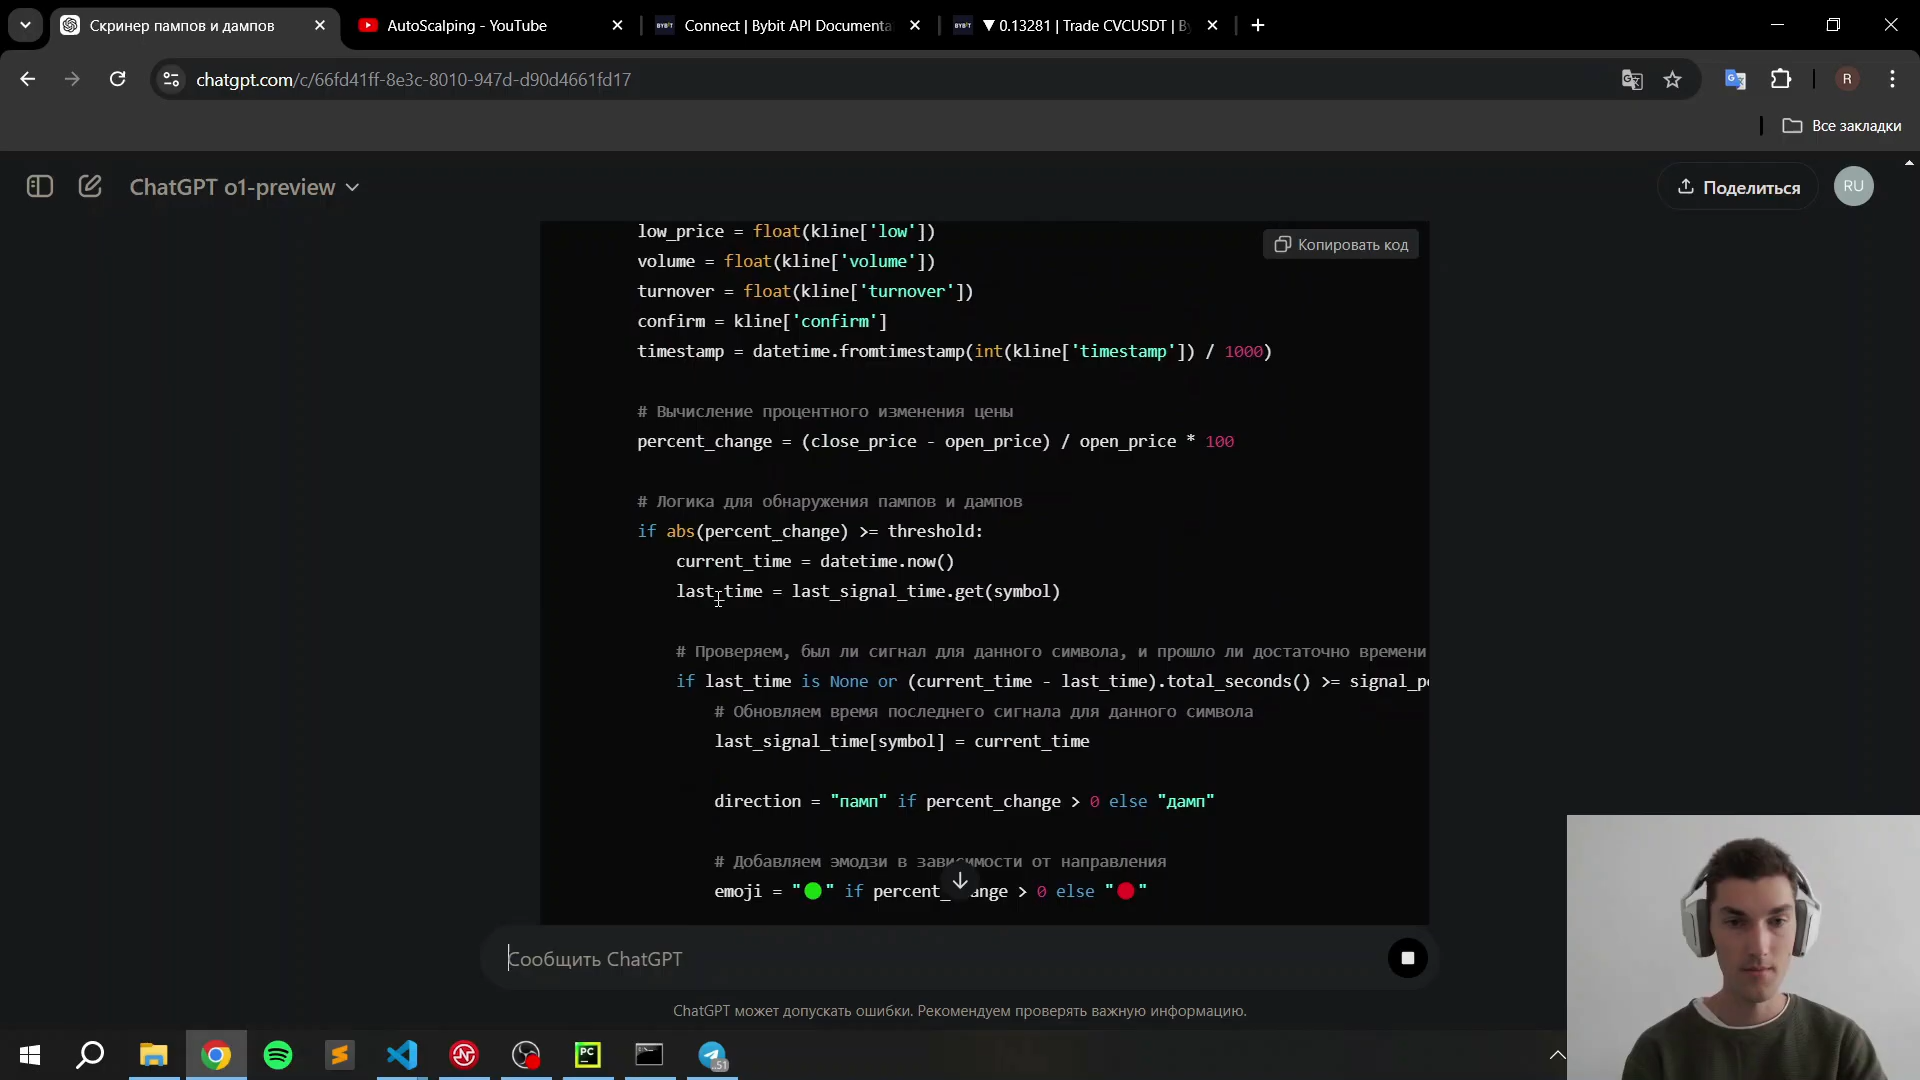 Скринер пампов и дампов
AutoScalping - YouTube
Connect | Bybit API Documenta
▼ 0.13281 | Trade CVCUSDT | By
chatgpt.com/c/66fd41ff-8e3c-8010-947d-d90d4661fd17
R
Все закладки
ChatGPT o1-preview
Поделиться
RU
Копировать код
low_price = float(kline['low'])
volume = float(kline['volume'])
turnover = float(kline['turnover'])
confirm = kline['confirm']
timestamp = datetime.fromtimestamp(int(kline['timestamp']) / 1000)
# Вычисление процентного изменения цены
percent_change = (close_price - open_price) / open_price * 100
# Логика для обнаружения пампов и дампов
if abs(percent_change) >= threshold:
current_time = datetime.now()
last_time = last_signal_time.get(symbol)
# Проверяем, был ли сигнал для данного символа, и прошло ли достаточно времени
if last_time is None or (current_time - last_time).total_seconds() >= signal_pe
# Обновляем время последнего сигнала для данного символа
last_signal_time[symbol] = current_time
direction = "памп" if percent_change > 0 else "дамп"
# Добавляем эмодзи в зависимости от направления
emoji = "🟢" if percent_change > 0 else "🔴"
Сообщить ChatGPT
ChatGPT может допускать ошибки. Рекомендуем проверять важную информацию.
PC
51